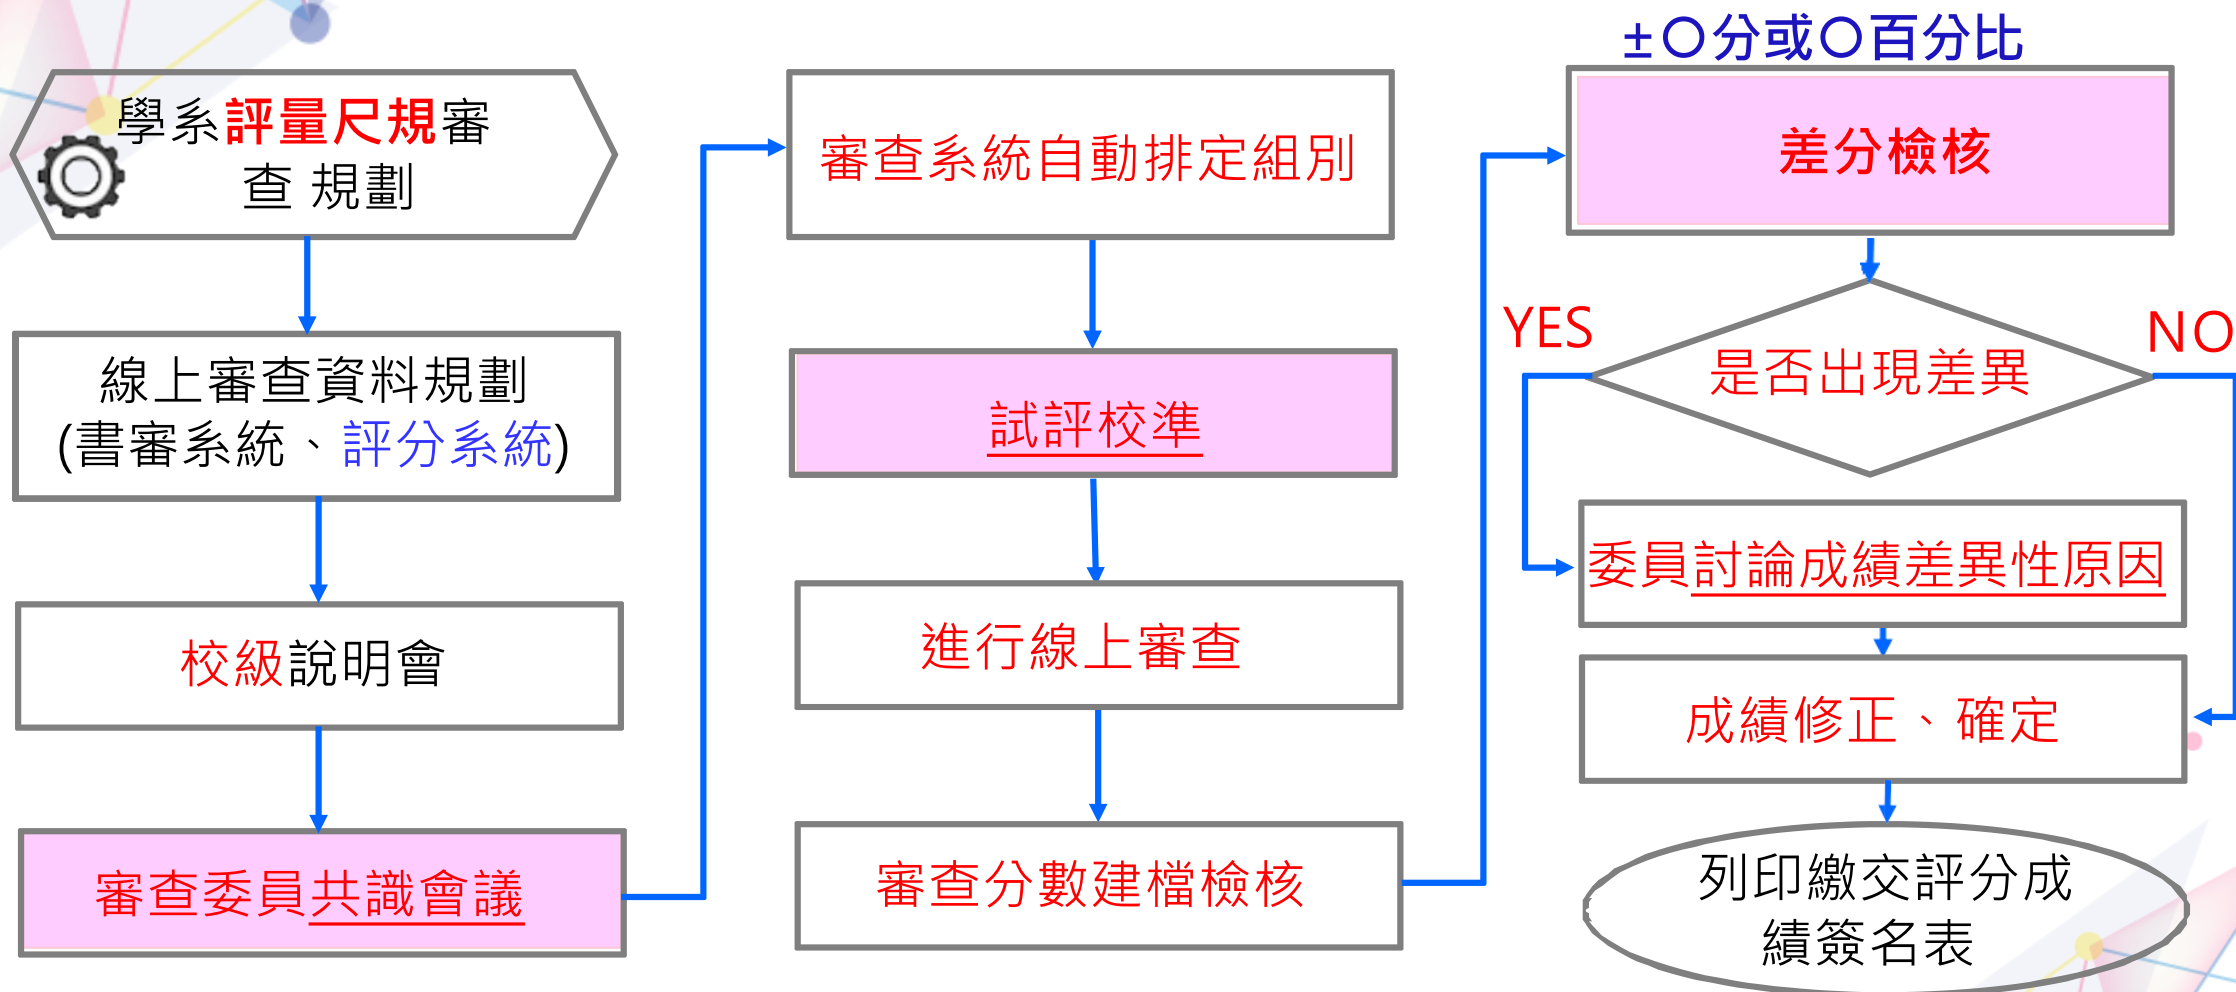 學系評量尺規審
查 規劃
線上審查資料規劃
(書審系統、評分系統)
校級說明會
審查委員共識會議
審查系統自動排定組別
試評校準
進行線上審查
審查分數建檔檢核
±〇分或〇百分比
差分檢核
YES
NO
是否出現差異
委員討論成績差異性原因
成績修正、確定
列印繳交評分成
績簽名表